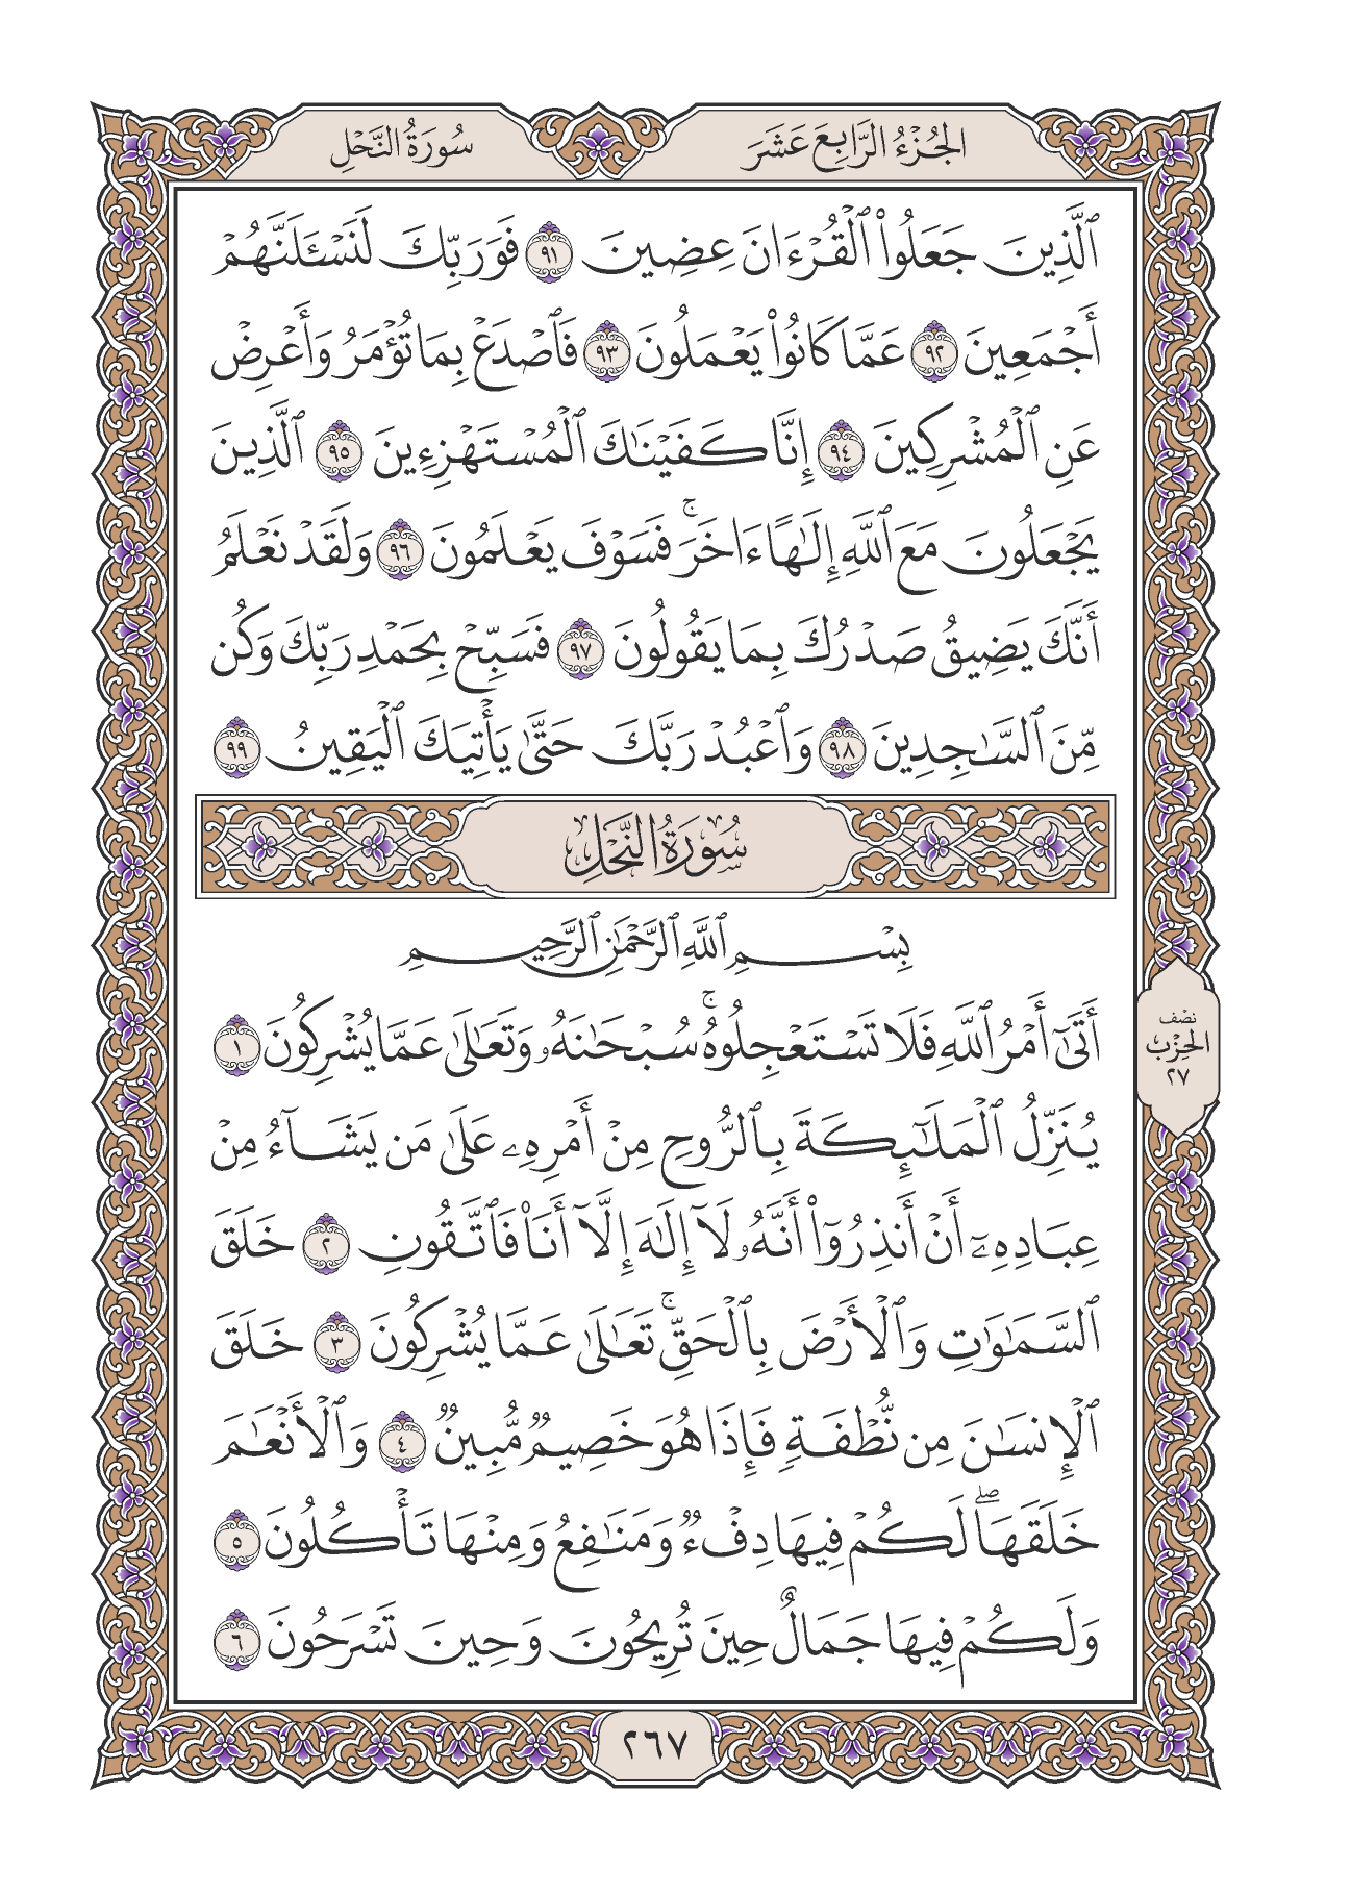 الجُزْءُ الرَّابِعَ عَشَرَ
سُورَةُ النَّحْلِ
ٱلَّذِينَ جَعَلُوا۟ ٱلْقُرْءَانَ عِضِينَ ٩١ فَوَرَبِّكَ لَنَسْـَٔلَنَّهُمْ
أَجْمَعِينَ ٩٢ عَمَّا كَانُوا۟ يَعْمَلُونَ ٩٣ فَٱصْدَعْ بِمَا تُؤْمَرُ وَأَعْرِضْ
عَنِ ٱلْمُشْرِكِينَ ٩٤ إِنَّا كَفَيْنَـٰكَ ٱلْمُسْتَهْزِءِينَ ٩٥ ٱلَّذِينَ
يَجْعَلُونَ مَعَ ٱللَّهِ إِلَـٰهًا ءَاخَرَ ۚ فَسَوْفَ يَعْلَمُونَ ٩٦ وَلَقَدْ نَعْلَمُ
أَنَّكَ يَضِيقُ صَدْرُكَ بِمَا يَقُولُونَ ٩٧ فَسَبِّحْ بِحَمْدِ رَبِّكَ وَكُن
مِّنَ ٱلسَّـٰجِدِينَ ٩٨ وَٱعْبُدْ رَبَّكَ حَتَّىٰ يَأْتِيَكَ ٱلْيَقِينُ ٩٩
سُورَةُ النَّحْلِ
بِسْمِ ٱللَّهِ ٱلرَّحْمَـٰنِ ٱلرَّحِيمِ
أَتَىٰٓ أَمْرُ ٱللَّهِ فَلَا تَسْتَعْجِلُوهُ ۚ سُبْحَـٰنَهُۥ وَتَعَـٰلَىٰ عَمَّا يُشْرِكُونَ ١
نصف
الحِزْب
٢٧
يُنَزِّلُ ٱلْمَلَـٰٓئِكَةَ بِٱلرُّوحِ مِنْ أَمْرِهِۦ عَلَىٰ مَن يَشَآءُ مِنْ
عِبَادِهِۦٓ أَنْ أَنذِرُوٓا۟ أَنَّهُۥ لَآ إِلَـٰهَ إِلَّآ أَنَا۠ فَٱتَّقُونِ ٢ خَلَقَ
ٱلسَّمَـٰوَٰتِ وَٱلْأَرْضَ بِٱلْحَقِّ ۚ تَعَـٰلَىٰ عَمَّا يُشْرِكُونَ ٣ خَلَقَ
ٱلْإِنسَـٰنَ مِن نُّطْفَةٍ فَإِذَا هُوَ خَصِيمٌ مُّبِينٌ ٤ وَٱلْأَنْعَـٰمَ
خَلَقَهَا ۖ لَكُمْ فِيهَا دِفْءٌ وَمَنَـٰفِعُ وَمِنْهَا تَأْكُلُونَ ٥
وَلَكُمْ فِيهَا جَمَالٌ حِينَ تُرِيحُونَ وَحِينَ تَسْرَحُونَ ٦
٢٦٧